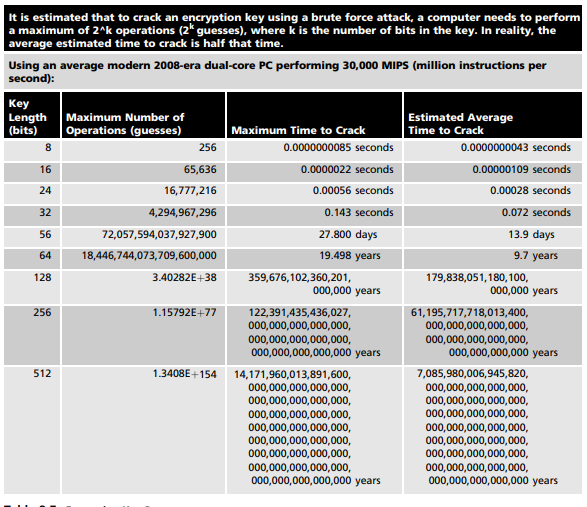 It is estimated that to crack an encryption key using a brute force attack, a computer needs to perform
a maximum of 2^k operations (2k guesses), where k is the number of bits in the key. In reality, the
average estimated time to crack is half that time.
Using an average modern 2008-era dual-core PC performing 30,000 MIPS (million instructions per
second):
Key
Length Maximum Number of Estimated Average
(bits) Operations (guesses) Maximum Time to Crack Time to Crack
8 256 0.0000000085 seconds 0.0000000043 seconds
16 65,636 0.0000022 seconds 0.00000109 seconds
24 16,777,216 0.00056 seconds 0.00028 seconds
32 4,294,967,296 0.143 seconds 0.072 seconds
56 72,057,594,037,927,900 27.800 days 13.9 days
64 18,446,744,073,709,600,000 19.498 years 9.7 years
128 3.40282E+38 359,676,102,360,201, 179,838,051,180,100,
000,000 years 000,000 years
256 1.15792E+77 122,391,435,436,027, 61,195,717,718,013,400,
000,000,000,000,000, 000,000,000,000,000,
000,000,000,000,000, 000,000,000,000,000,
000,000,000,000,000 years 000,000,000,000 years
512 1.3408E+154 14,171,960,013,891,600, 7,085,980,006,945,820,
000,000,000,000,000, 000,000,000,000,000,
000,000,000,000,000, 000,000,000,000,000,
000,000,000,000,000, 000,000,000,000,000,
000,000,000,000,000, 000,000,000,000,000,
000,000,000,000,000, 000,000,000,000,000,
000,000,000,000,000, 000,000,000,000,000,
000,000,000,000,000, 000,000,000,000,000,
000,000,000,000,000 years 000,000,000,000,000 years